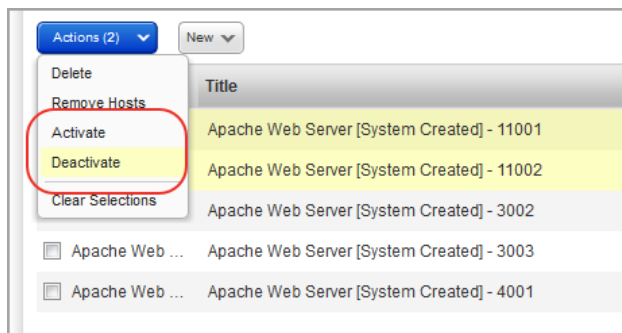 Actions (2)
New
Delete
Remove Hosts
Activate
Deactivate
Clear Selections
Title
Apache Web Server [System Created] - 11001
Apache Web Server [System Created] - 11002
Apache Web Server [System Created] - 3002
Apache Web ... Apache Web Server [System Created] - 3003
Apache Web ... Apache Web Server [System Created] - 4001